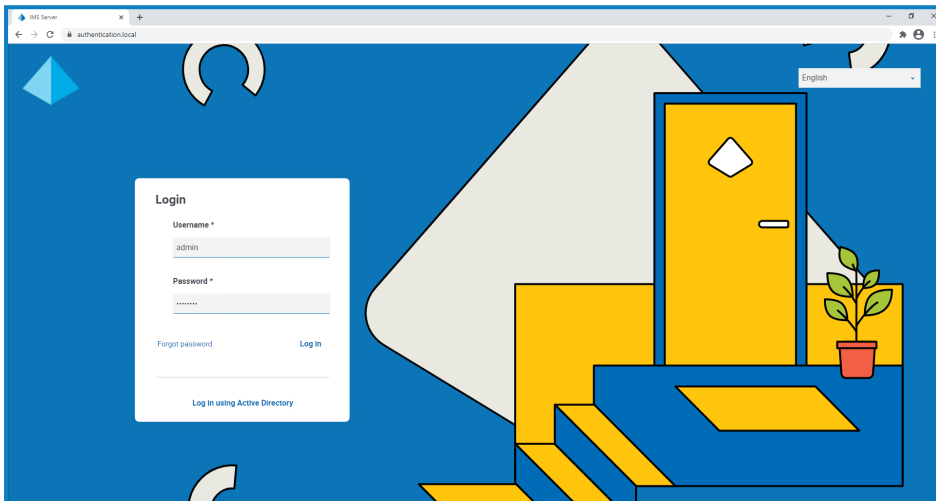 IMS Server
authentication.local
English
Login
Username *
admin
Password *
........
Forgot password
Log in
Log in using Active Directory